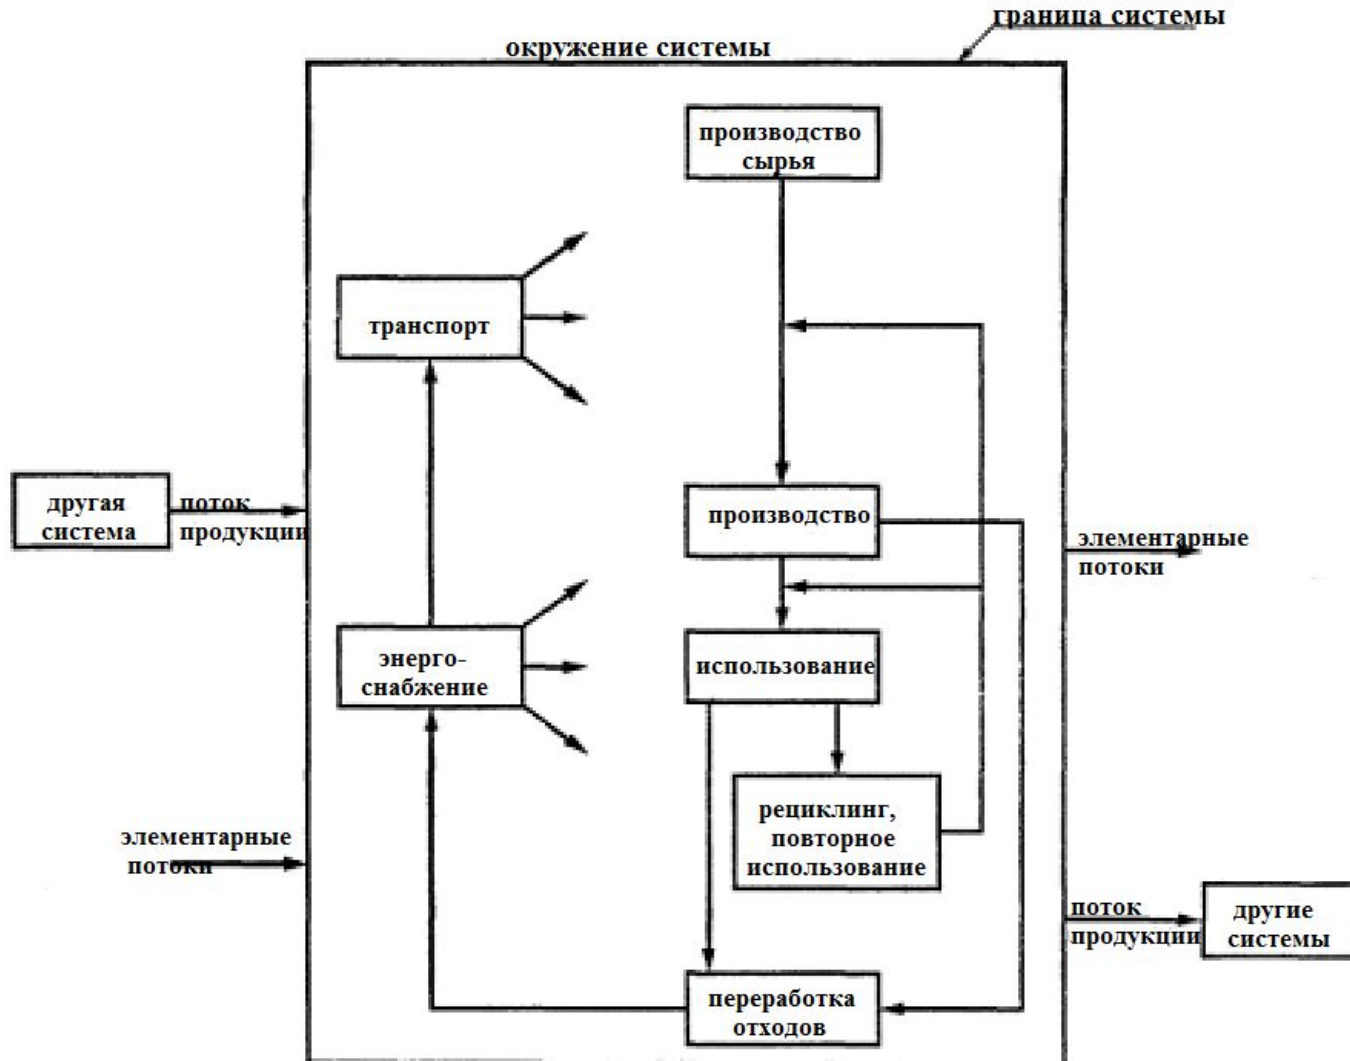 граница системы
окружение системы
производство
сырья
транспорт
другая
система
поток
продукции
производство
элементарные
потоки
использование
энерго-
снабжение
рециклинг,
повторное
использование
элементарные
потоки
поток
продукции
другие
системы
переработка
отходов